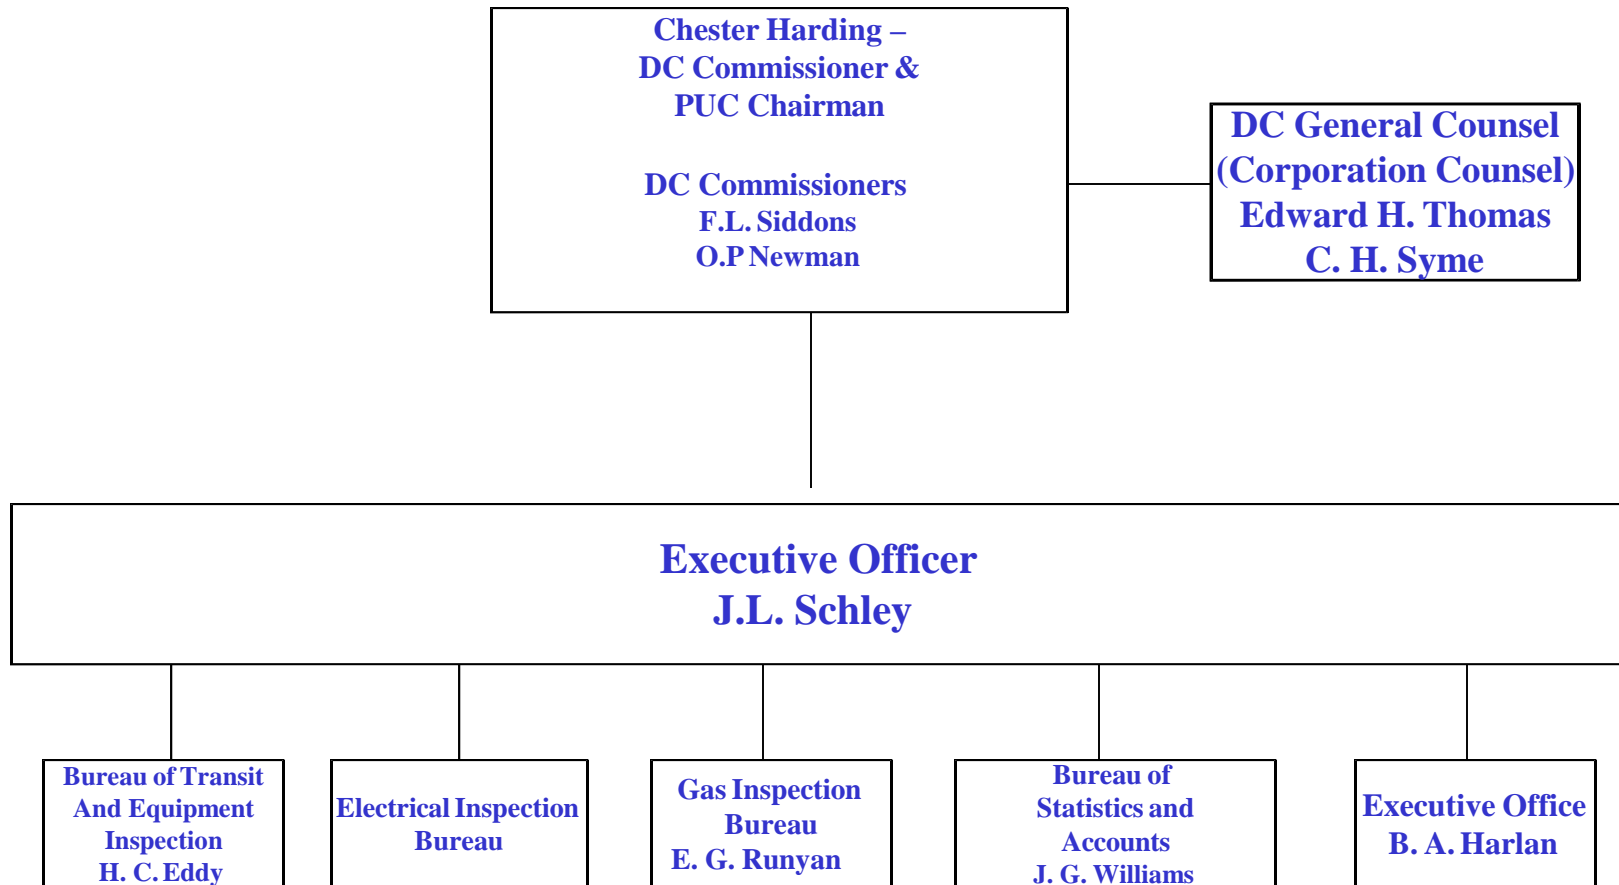 Chester Harding –
DC Commissioner &
PUC Chairman
DC Commissioners
F.L. Siddons
O.P Newman
DC General Counsel
(Corporation Counsel)
Edward H. Thomas
C. H. Syme
Executive Officer
J.L. Schley
Bureau of Transit
And Equipment
Inspection
H. C. Eddy
Electrical Inspection
Bureau
Gas Inspection
Bureau
E. G. Runyan
Bureau of
Statistics and
Accounts
J. G. Williams
Executive Office
B. A. Harlan